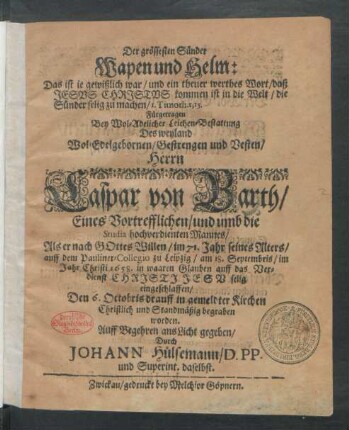 Der grössesten Sünder
Wapen und Helm:
Das ist ie gewißlich war / und ein theuer werthes Wort / daß
JESUS CHRISTUS kommen ist in die Welt / die
Sünder selig zu machen / 1. Timoth. 1/15.
Fürgetragen
Bey Wol-Adelicher Leichen-Bestattung
Des weyland
Wol-Edelgebornen / Gestrengen und Vesten /
Herrn
Caspar von Barth /
Eines Vortrefflichen / und umb die
Studia hochverdienten Mannes /
Als er nach GOttes Willen / im 71. Jahr seines Alters /
auff dem Pauliner-Collegio zu Leipzig / am 18. Septembris / im
Jahr Christi 1658. in waaren Glauben auff das Ver-
dienst CHRISTI JESU selig
eingeschlaffen /
Den 6. Octobris drauff in gemeldter Kirchen
Christlich und Standmäßig begraben
worden.
Auff Begehren ans Licht gegeben /
Durch
JOHANN Hülsemann / D. PP.
und Superint. daselbst.
Zwickau / gedruckt bey Melchior Göpnern.